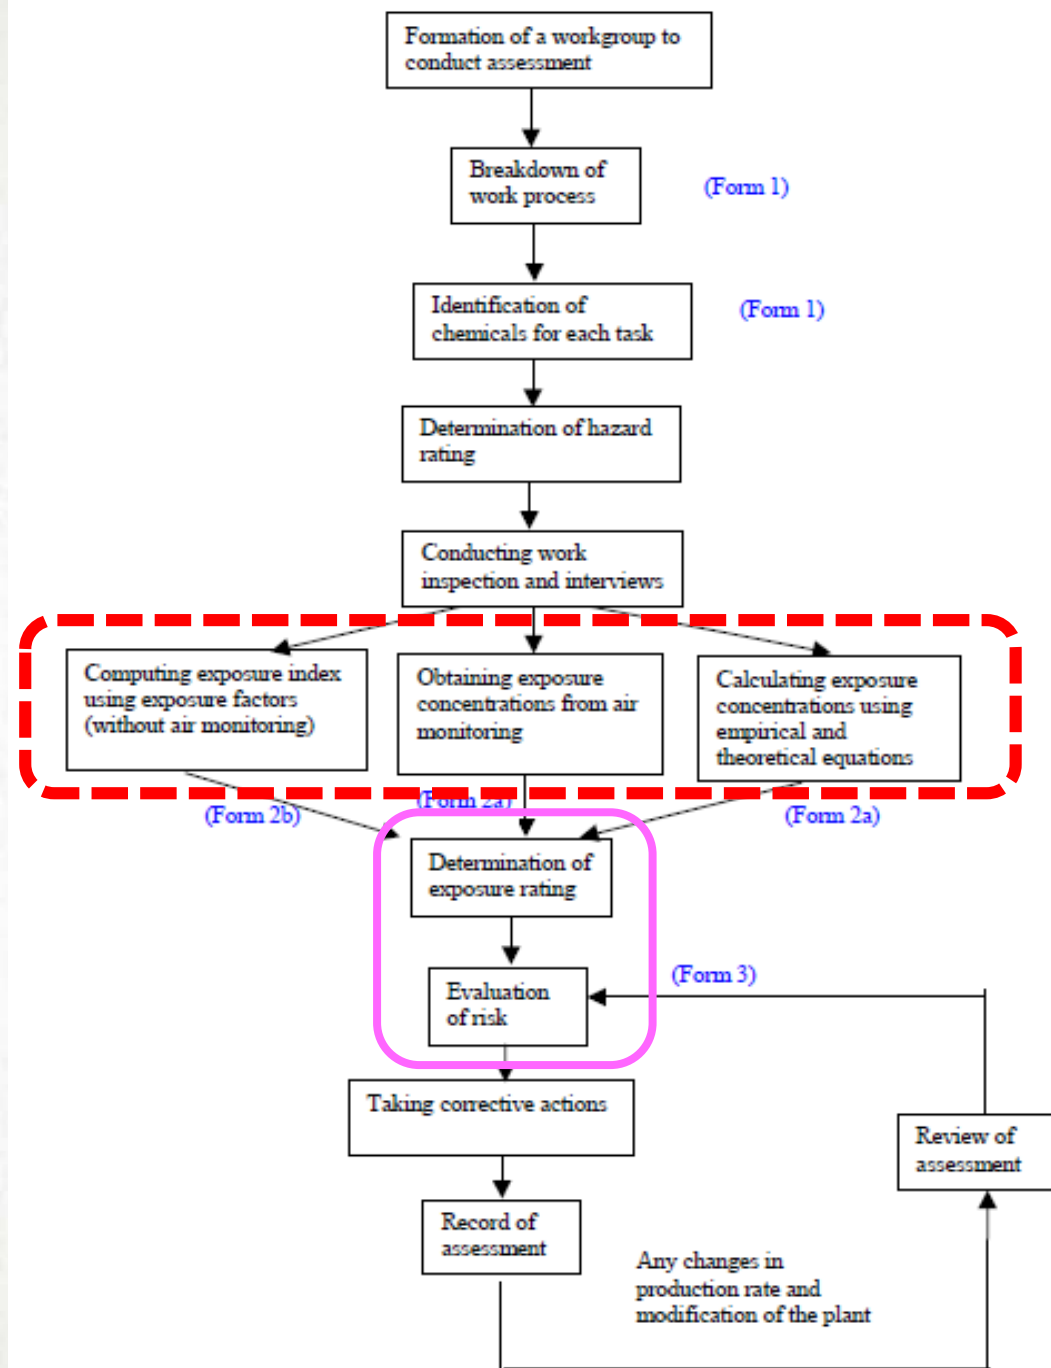 Formation of a workgroup to
conduct assessment
Breakdown of
work process
(Form 1)
Identification of
chemicals for each task
(Form 1)
Determination of hazard
rating
Conducting work
inspection and interviews
Computing exposure index
using exposure factors
(without air monitoring)
Obtaining exposure
concentrations from air
monitoring
Calculating exposure
concentrations using
empirical and
theoretical equations
(Form 2b)
(Form 2a)
(Form 2a)
Determination of
exposure rating
Evaluation
of risk
(Form 3)
Taking corrective actions
Review of
assessment
Record of
assessment
Any changes in
production rate and
modification of the plant